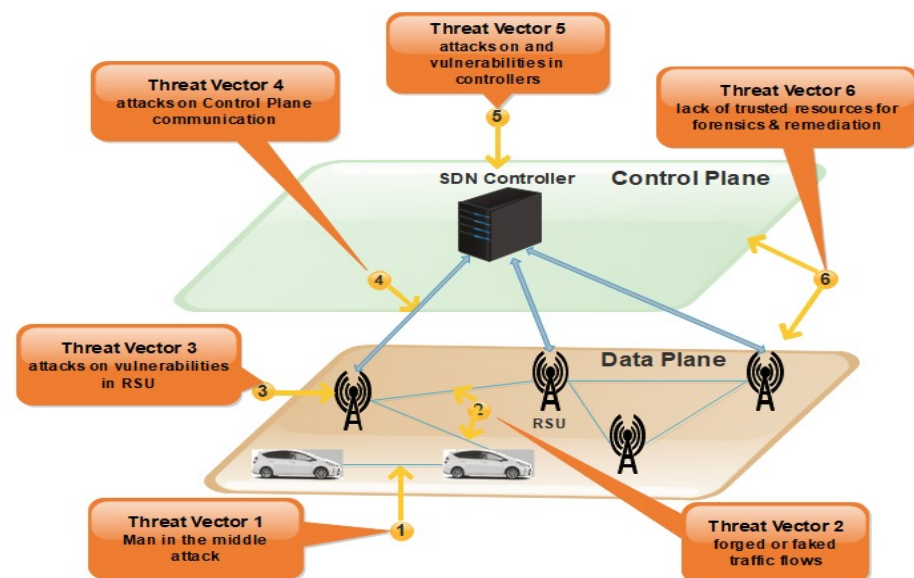 Threat Vector 5
attacks on and
vulnerabilities in
controllers
Threat Vector 4
attacks on Control Plane
communication
Threat Vector 6
lack of trusted resources for
forensics & remediation
5
SDN Controller
Control Plane
4
6
Threat Vector 3
attacks on vulnerabilities
in RSU
3
Data Plane
2
RSU
Threat Vector 1
Man in the middle
attack
1
Threat Vector 2
forged or faked
traffic flows